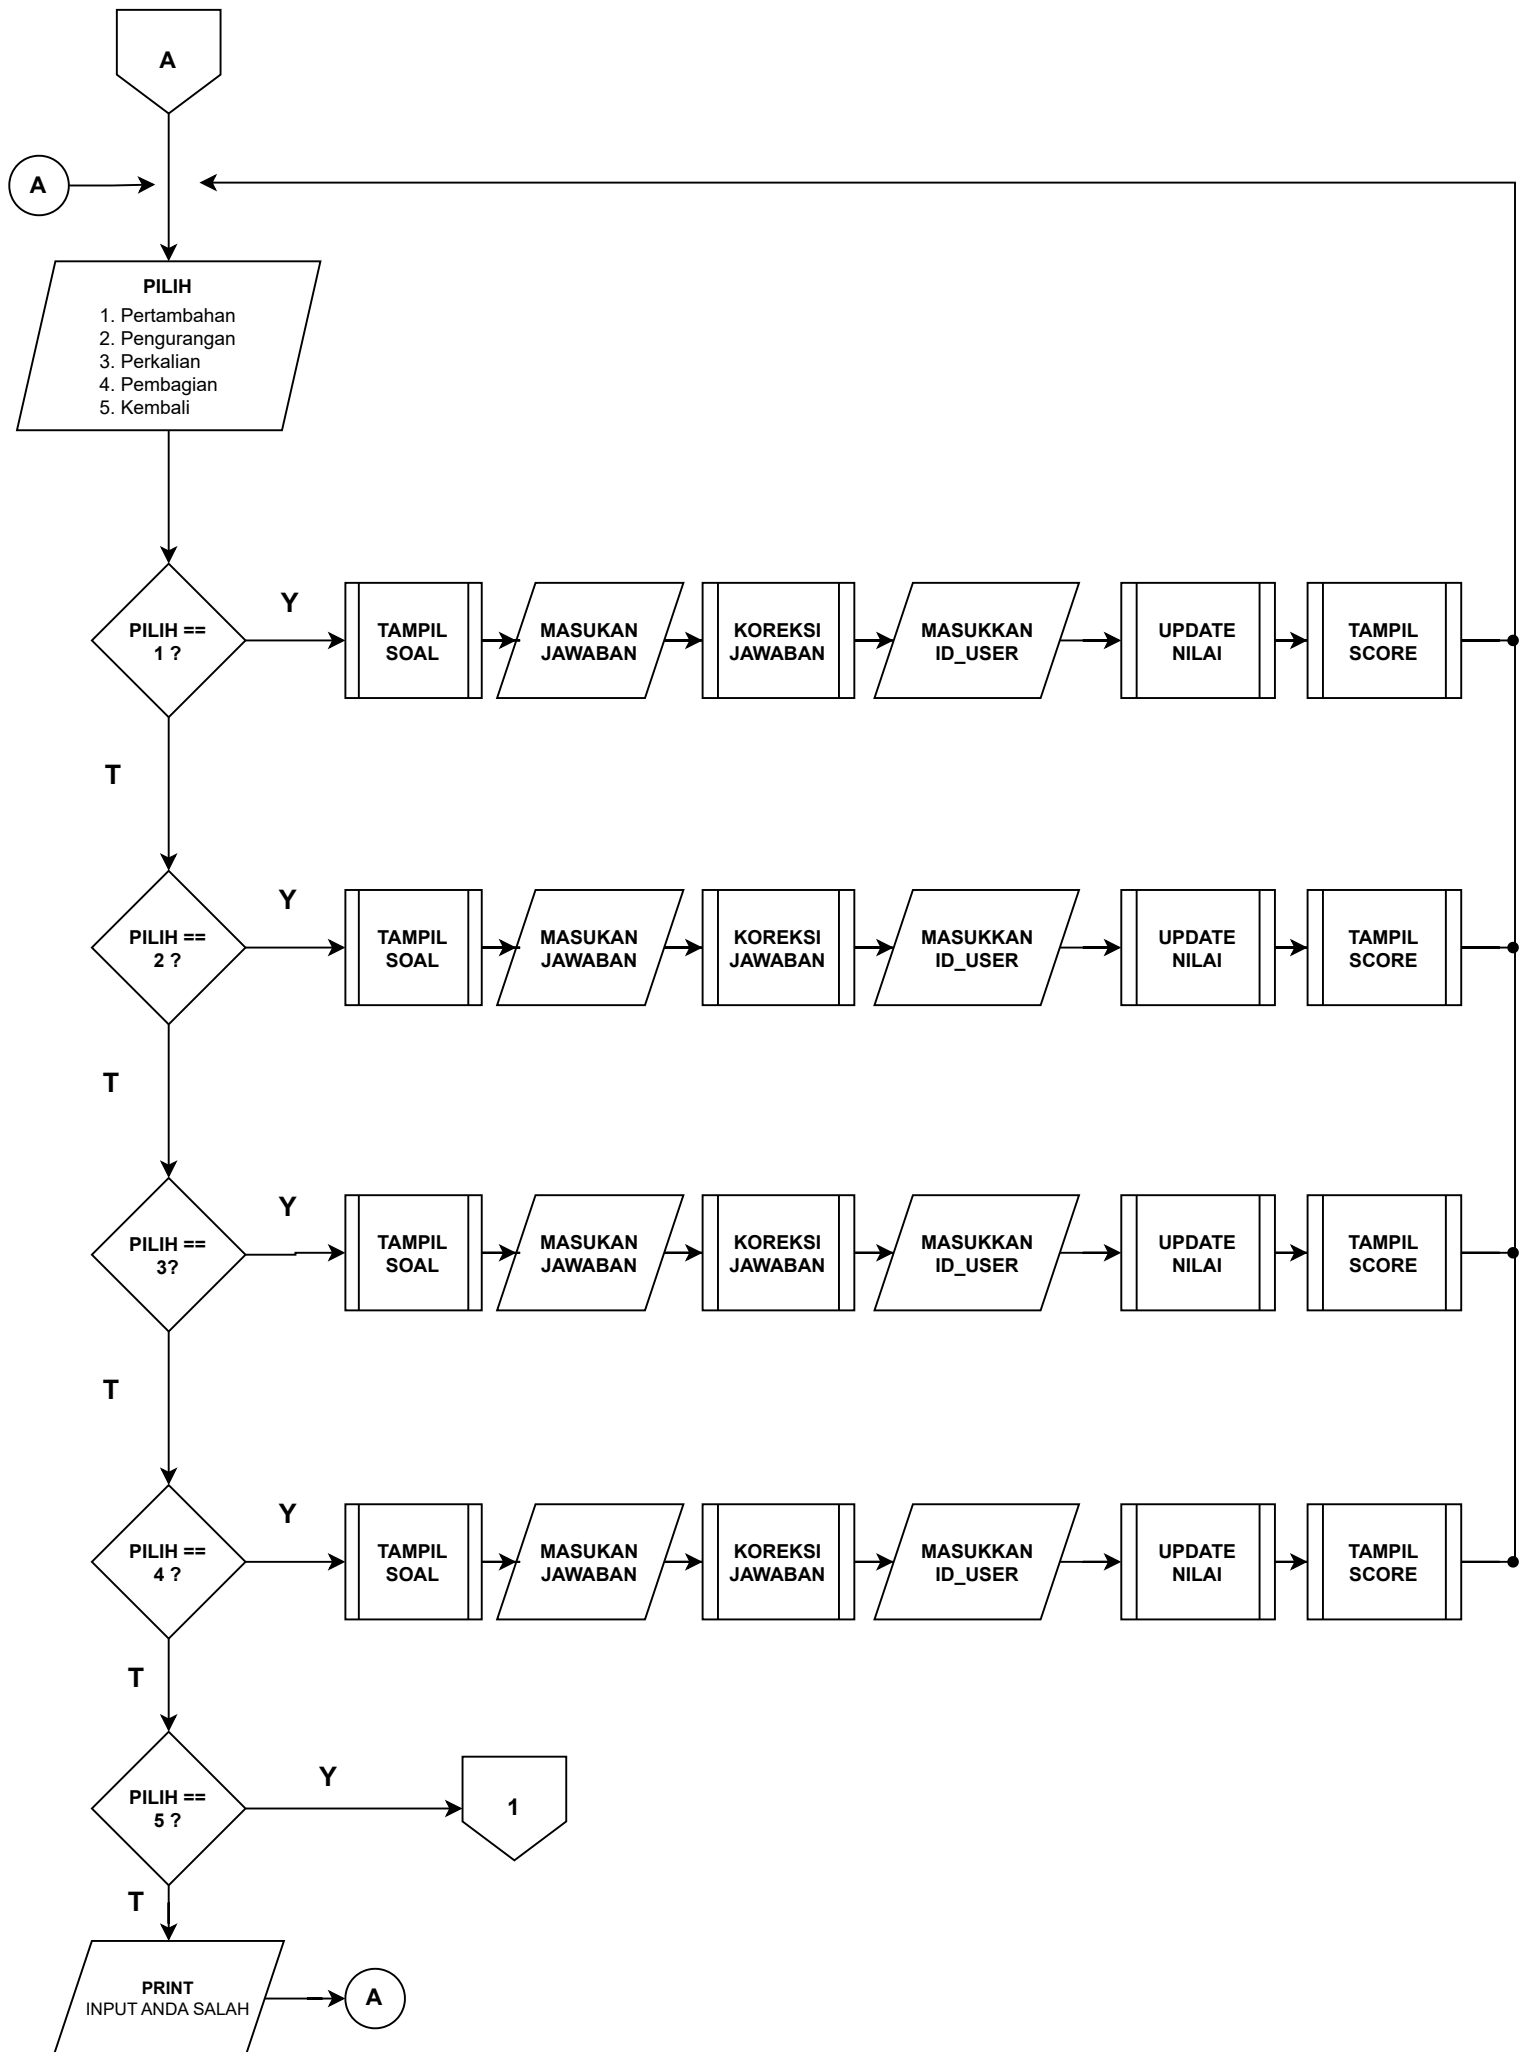 A
A
PILIH
1. Pertambahan
2. Pengurangan
3. Perkalian
4. Pembagian
5. Kembali
PILIH ==
1 ?
Y
TAMPIL
SOAL
MASUKAN
JAWABAN
KOREKSI
JAWABAN
MASUKKAN
ID_USER
UPDATE
NILAI
TAMPIL
SCORE
T
PILIH ==
2 ?
Y
TAMPIL
SOAL
MASUKAN
JAWABAN
KOREKSI
JAWABAN
MASUKKAN
ID_USER
UPDATE
NILAI
TAMPIL
SCORE
T
PILIH ==
3?
Y
TAMPIL
SOAL
MASUKAN
JAWABAN
KOREKSI
JAWABAN
MASUKKAN
ID_USER
UPDATE
NILAI
TAMPIL
SCORE
T
PILIH ==
4 ?
Y
TAMPIL
SOAL
MASUKAN
JAWABAN
KOREKSI
JAWABAN
MASUKKAN
ID_USER
UPDATE
NILAI
TAMPIL
SCORE
T
PILIH ==
5 ?
Y
1
T
PRINT
INPUT ANDA SALAH
A